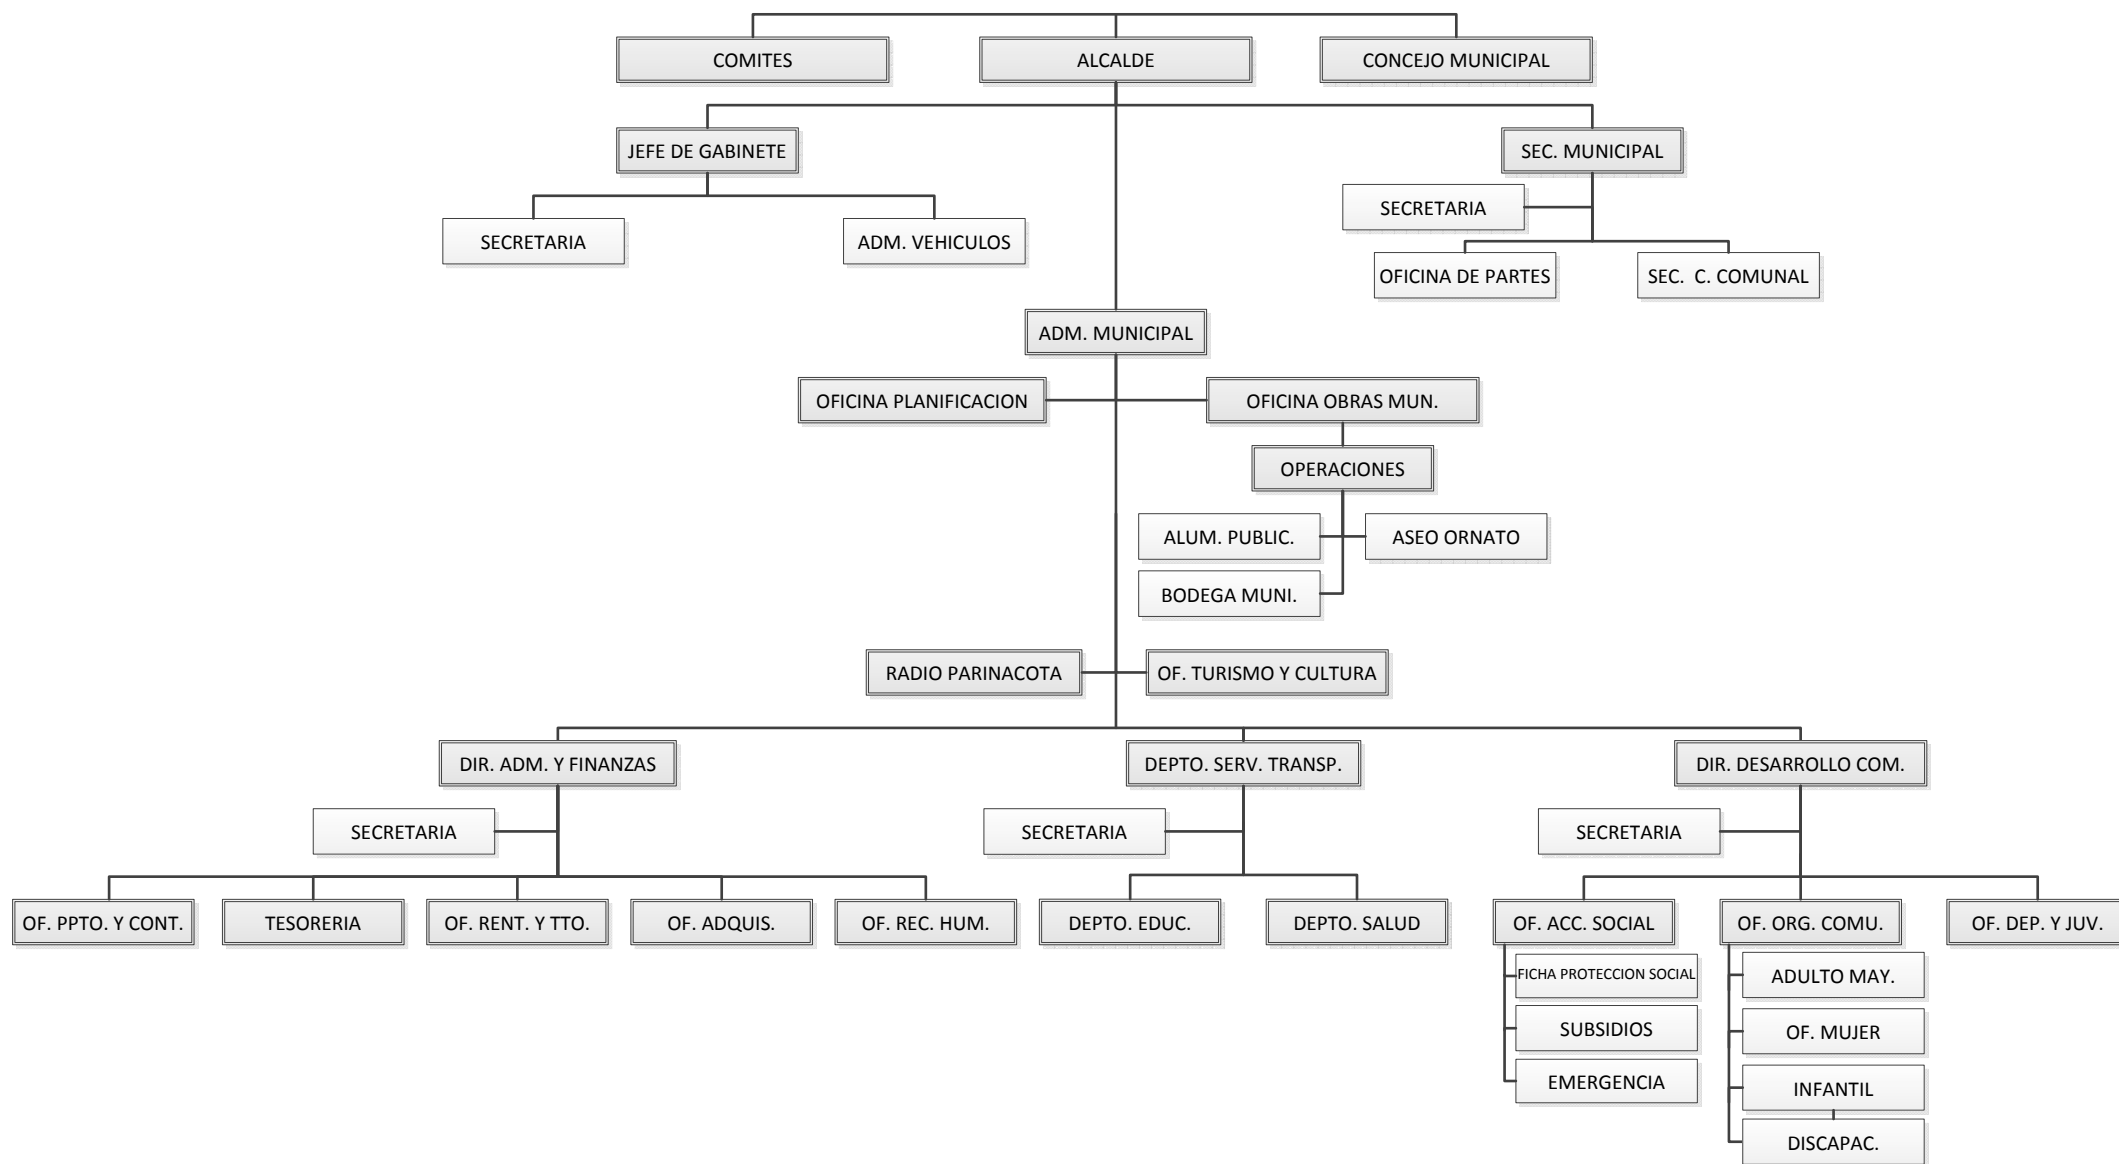 COMITES
ALCALDE
CONCEJO MUNICIPAL
JEFE DE GABINETE
SEC. MUNICIPAL
SECRETARIA
SECRETARIA
ADM. VEHICULOS
OFICINA DE PARTES
SEC. C. COMUNAL
ADM. MUNICIPAL
OFICINA PLANIFICACION
OFICINA OBRAS MUN.
OPERACIONES
ALUM. PUBLIC.
ASEO ORNATO
BODEGA MUNI.
RADIO PARINACOTA
OF. TURISMO Y CULTURA
DIR. ADM. Y FINANZAS
DEPTO. SERV. TRANSP.
DIR. DESARROLLO COM.
SECRETARIA
SECRETARIA
SECRETARIA
OF. PPTO. Y CONT.
TESORERIA
OF. RENT. Y TTO.
OF. ADQUIS.
OF. REC. HUM.
DEPTO. EDUC.
DEPTO. SALUD
OF. ACC. SOCIAL
OF. ORG. COMU.
OF. DEP. Y JUV.
FICHA PROTECCION SOCIAL
ADULTO MAY.
SUBSIDIOS
OF. MUJER
EMERGENCIA
INFANTIL
DISCAPAC.